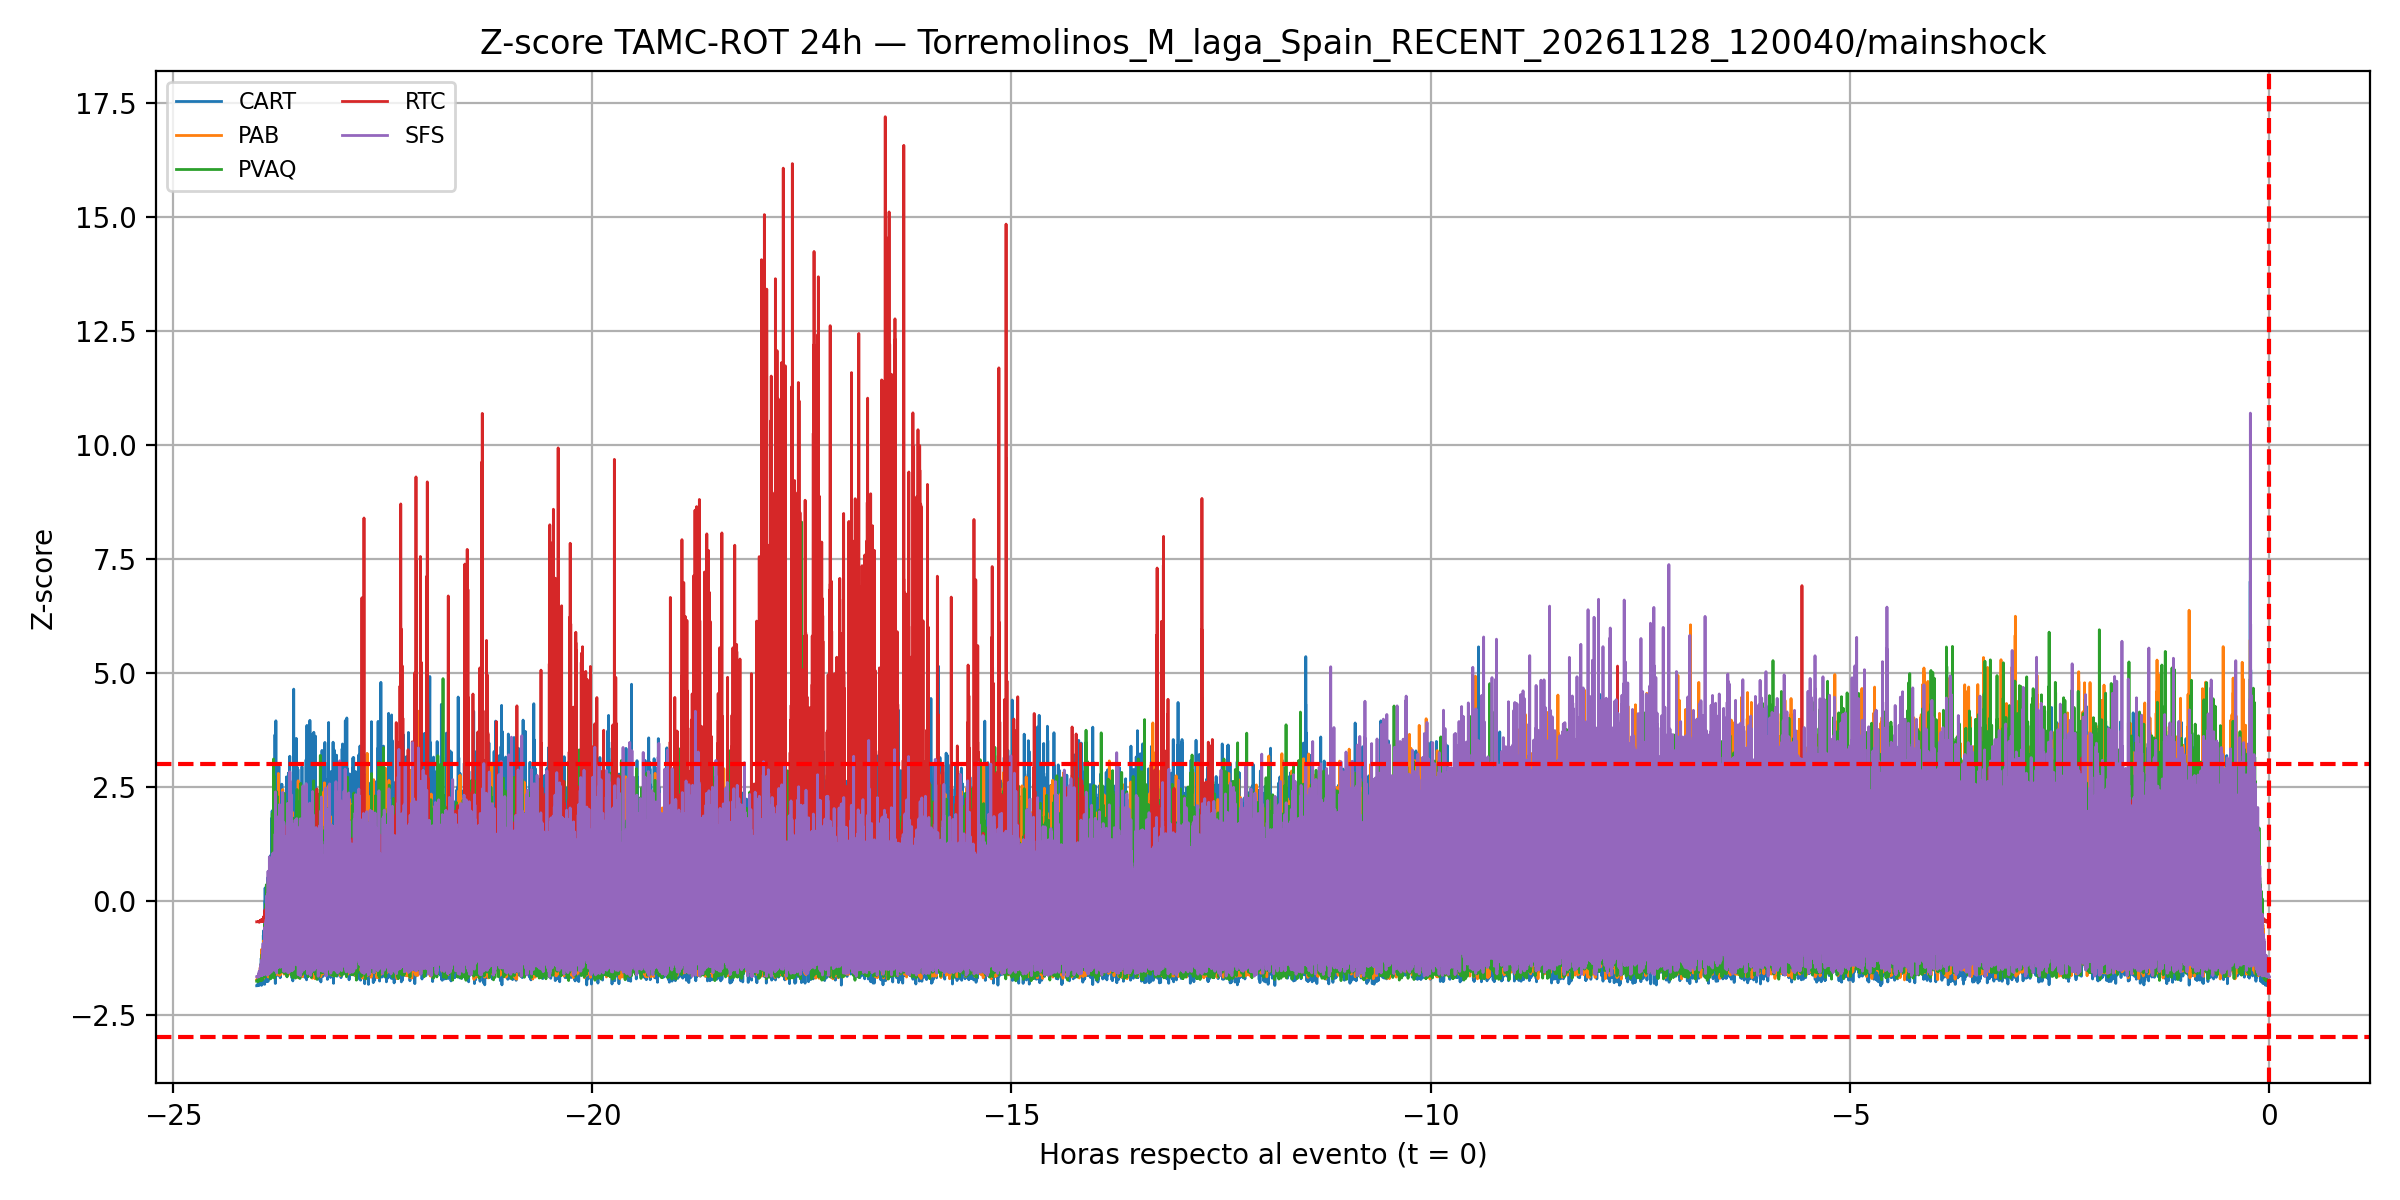 Z-score TAMC-ROT 24h — Torremolinos_M_laga_Spain_RECENT_20261128_120040/mainshock
CART
PAB
PVAQ
RTC
SFS
17.5
15.0
12.5
10.0
7.5
5.0
2.5
0.0
−2.5
Z-score
−25
−20
−15
−10
−5
0
Horas respecto al evento (t = 0)